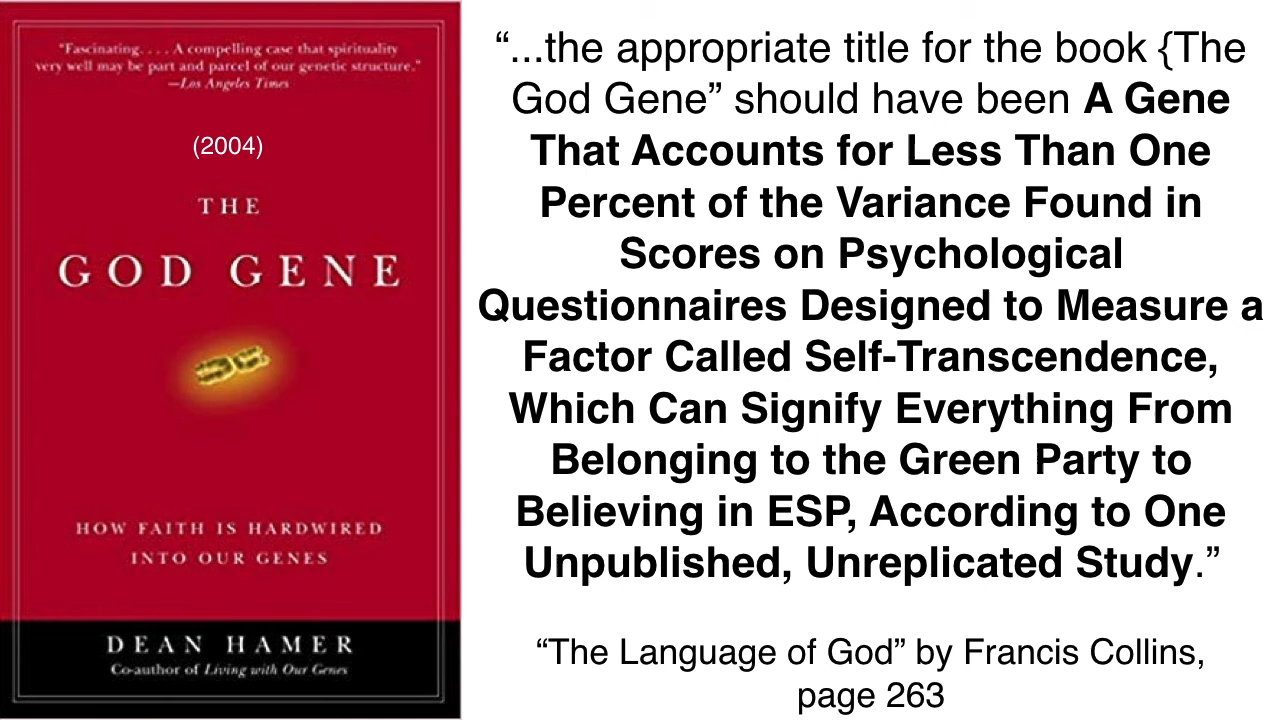 "Fascinating. . . . A compelling case that spirituality
very well may be part and parcel of our genetic structure."
—Los Angeles Times
(2004)
THE
GOD GENE
HOW FAITH IS HARDWIRED
INTO OUR GENES
DEAN HAMER
Co-author of Living with Our Genes
“...the appropriate title for the book {The
God Gene” should have been A Gene
That Accounts for Less Than One
Percent of the Variance Found in
Scores on Psychological
Questionnaires Designed to Measure a
Factor Called Self-Transcendence,
Which Can Signify Everything From
Belonging to the Green Party to
Believing in ESP, According to One
Unpublished, Unreplicated Study.”
“The Language of God” by Francis Collins,
page 263